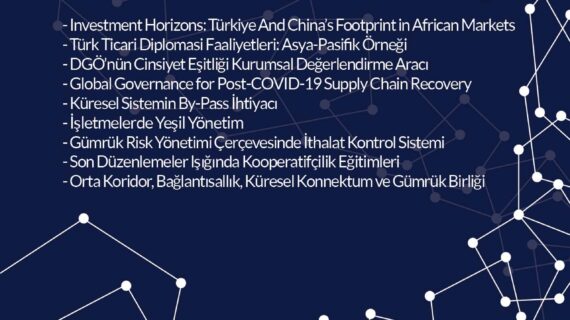 - Investment Horizons: Türkiye And China’s Footprint in African Markets
- Türk Ticari Diplomasi Faaliyetleri: Asya-Pasifik Örneği
- DGÖ’nün Cinsiyet Eşitliği Kurumsal Değerlendirme Aracı
- Global Governance for Post-COVID-19 Supply Chain Recovery
- Küresel Sistemin By-Pass İhtiyacı
- İşletmelerde Yeşil Yönetim
- Gümrük Risk Yönetimi Çerçevesinde İthalat Kontrol Sistemi
- Son Düzenlemeler Işığında Kooperatifçilik Eğitimleri
- Orta Koridor, Bağlantısallık, Küresel Konnektum ve Gümrük Birliği